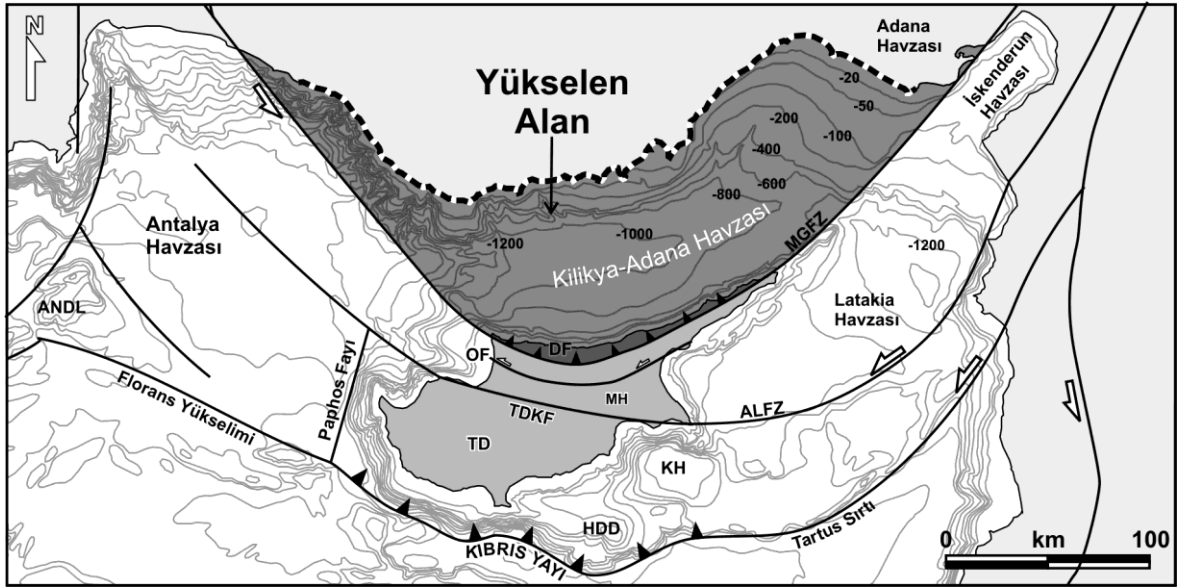 N
Adana
Havzası
İskenderun
Havzası
Yükselen
Alan
-20
-50
-200
-100
-400
-600
-800
-1200
-1000
Kilikya-Adana Havzası
MGFZ
-1200
Antalya
Havzası
ANDL
Latakia
Havzası
OF
DF
Paphos Fayı
Florans Yükselimi
MH
TDKF
ALFZ
TD
KH
HDD
Tartus Sırtı
KIBRIS YAYI
0 km 100